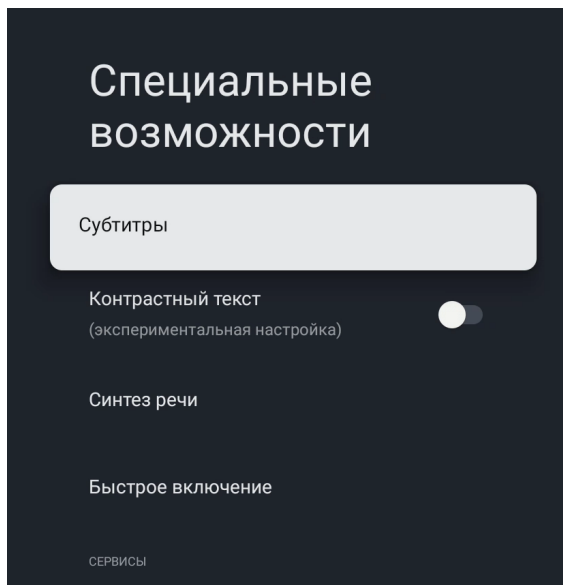 Специальные
возможности
Субтитры
Контрастный текст
(экспериментальная настройка)
Синтез речи
Быстрое включение
СЕРВИСЫ